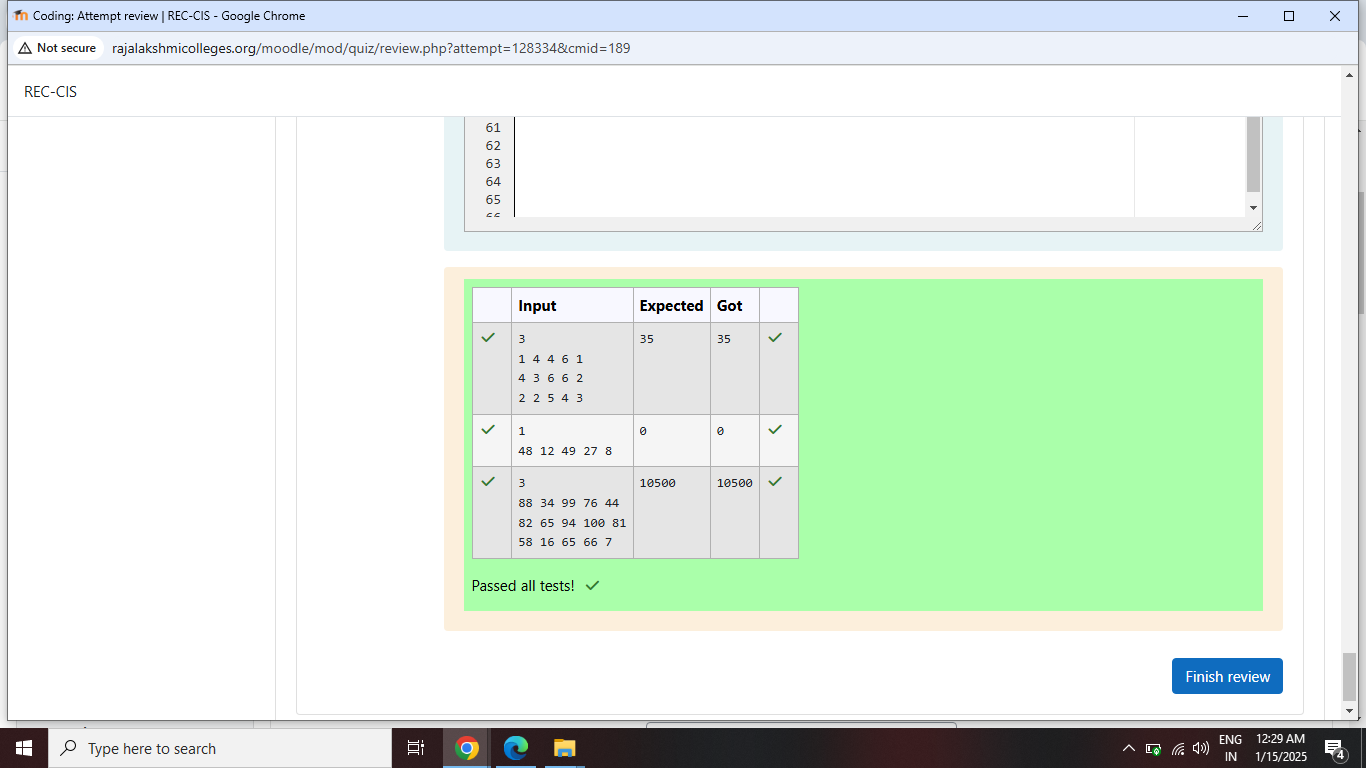 Coding: Attempt review | REC-CIS - Google Chrome
Not secure rajalakshmicolleges.org/moodle/mod/quiz/review.php?attempt=128334&cmid=189
REC-CIS
61
62
63
64
65
66
Input Expected Got
3 35 35
1 4 4 6 1
4 3 6 6 2
2 2 5 4 3
1 0 0
48 12 49 27 8
3 10500 10500
88 34 99 76 44
82 65 94 100 81
58 16 65 66 7
Passed all tests!
Finish review
Type here to search
ENG 12:29 AM
IN 1/15/2025
4